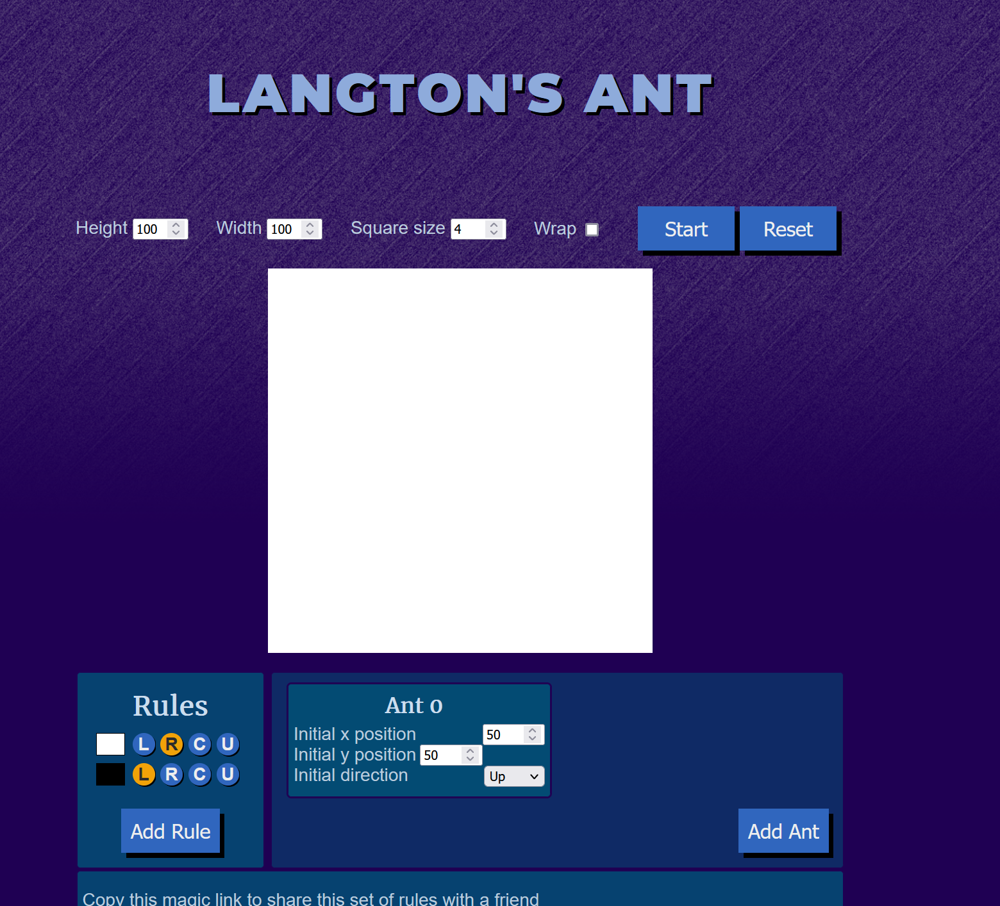 LANGTON'S ANT
Height 100 Width 100 Square size 4 Wrap Start Reset
Rules
L R C U
L R C U
Add Rule
Ant 0
Initial x position 50
Initial y position 50
Initial direction Up
Add Ant
Copy this magic link to share this set of rules with a friend